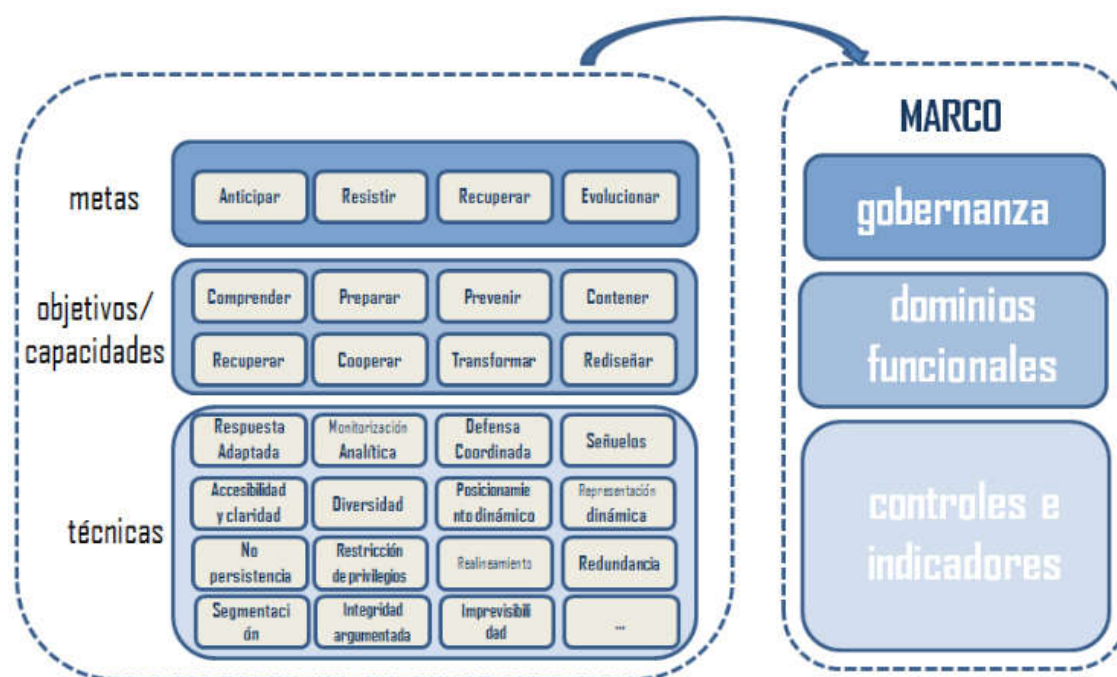 MARCO
metas
Anticipar
Resistir
Recuperar
Evolucionar
gobernanza
objetivos/
capacidades
Comprender
Preparar
Prevenir
Contener
Recuperar
Cooperar
Transformar
Rediseñar
dominios
funcionales
técnicas
Respuesta
Adaptada
Monitorización
Analítica
Defensa
Coordinada
Señuelos
Accesibilidad
y claridad
Diversidad
Posicionamie
nto dinámico
Representación
dinámica
No
persistencia
Restricción
de privilegios
Realineamiento
Redundancia
Segmentaci
ón
Integridad
argumentada
Imprevisibili
dad
...
controles e
indicadores